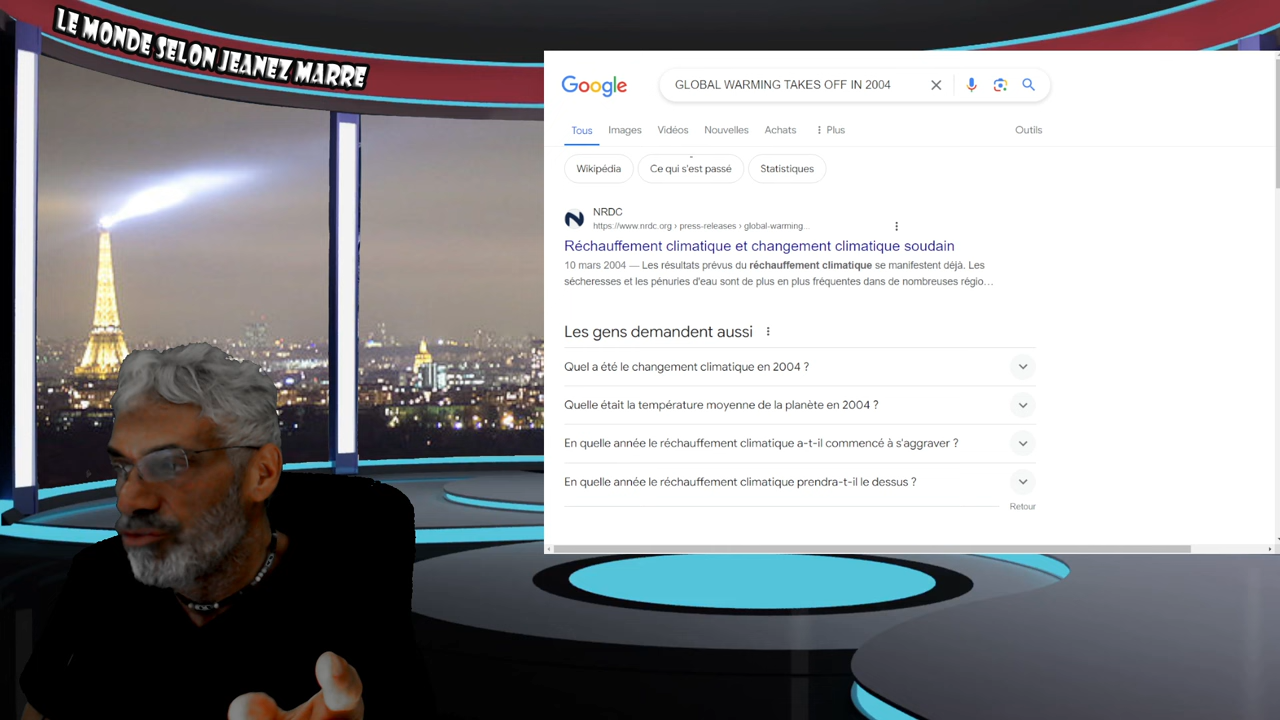 LE MONDE SELON JEANEZ MARRE
Google
GLOBAL WARMING TAKES OFF IN 2004
Tous Images Vidéos Nouvelles Achats Plus Outils
Wikipédia Ce qui s'est passé Statistiques
NRDC
https://www.nrdc.org › press-releases › global-warming...
Réchauffement climatique et changement climatique soudain
10 mars 2004 — Les résultats prévus du réchauffement climatique se manifestent déjà. Les
sécheresses et les pénuries d'eau sont de plus en plus fréquentes dans de nombreuses régio…
Les gens demandent aussi
Quel a été le changement climatique en 2004 ?
Quelle était la température moyenne de la planète en 2004 ?
En quelle année le réchauffement climatique a-t-il commencé à s'aggraver ?
En quelle année le réchauffement climatique prendra-t-il le dessus ?
Retour